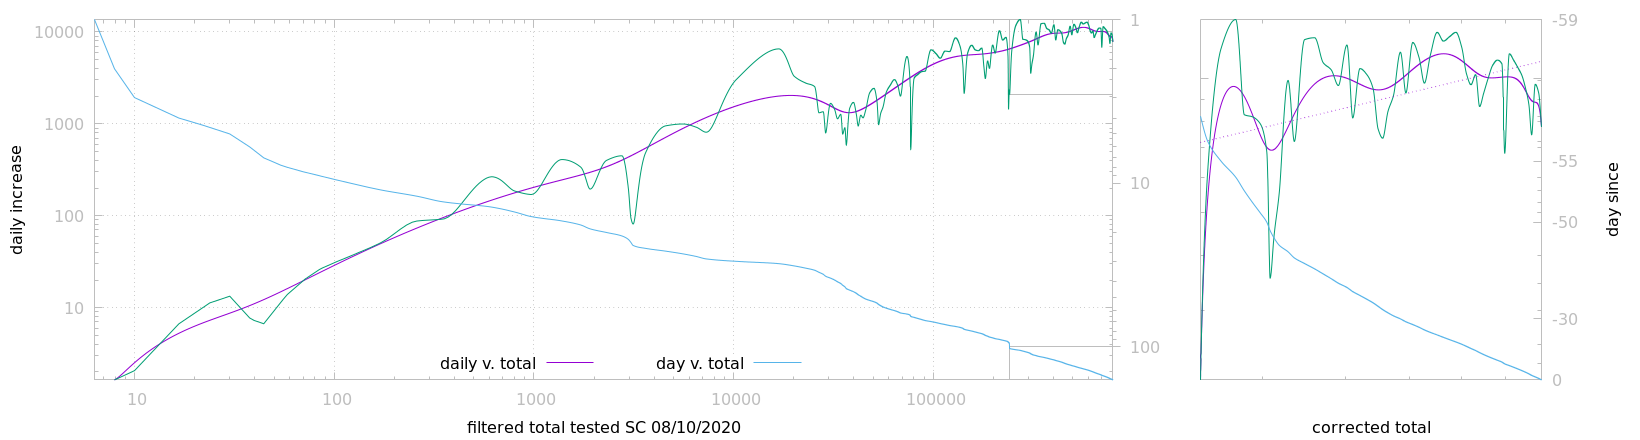 10000
1000
100
10
daily increase
10
100
1000
10000
100000
filtered total tested SC 08/10/2020
daily v. total
day v. total
1
10
100
-59
-55
-50
-30
0
day since
corrected total